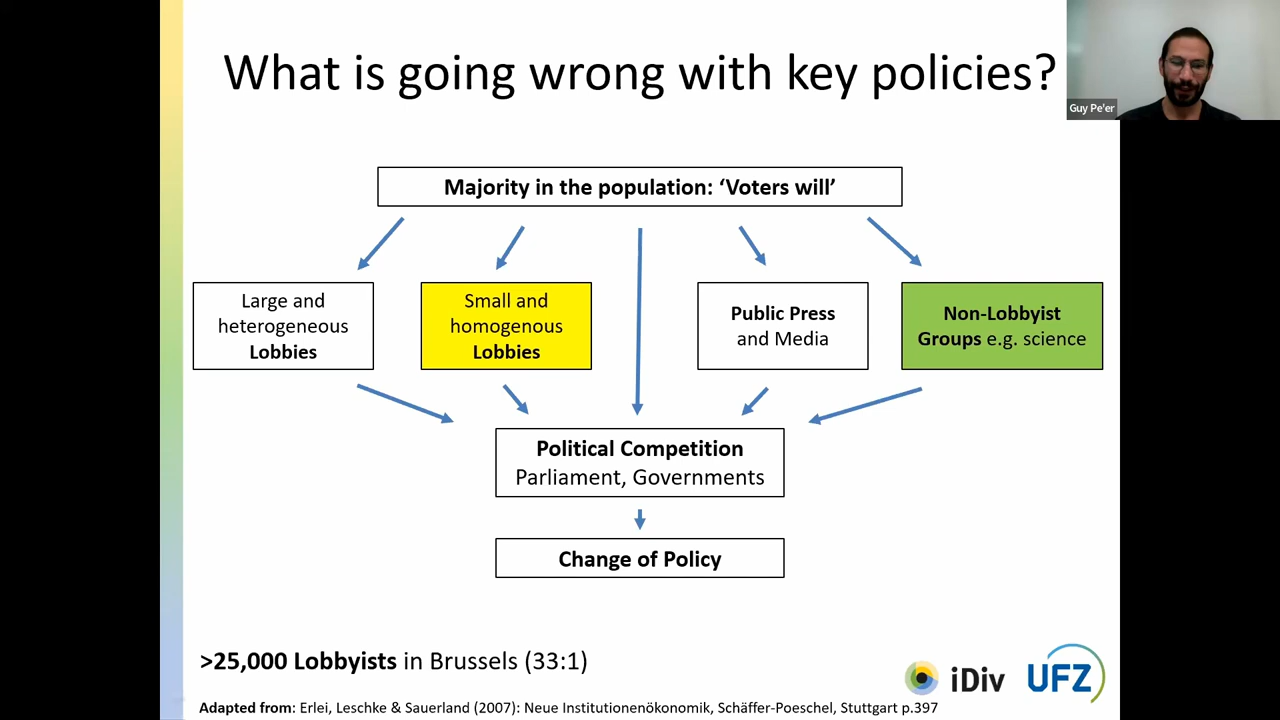 What is going wrong with key policies?
Guy Pe'er
Majority in the population: ‘Voters will’
Large and
heterogeneous
Lobbies
Small and
homogenous
Lobbies
Public Press
and Media
Non-Lobbyist
Groups e.g. science
Political Competition
Parliament, Governments
Change of Policy
>25,000 Lobbyists in Brussels (33:1)
iDiv
UFZ
Adapted from: Erlei, Leschke & Sauerland (2007): Neue Institutionenökonomik, Schäffer-Poeschel, Stuttgart p.397